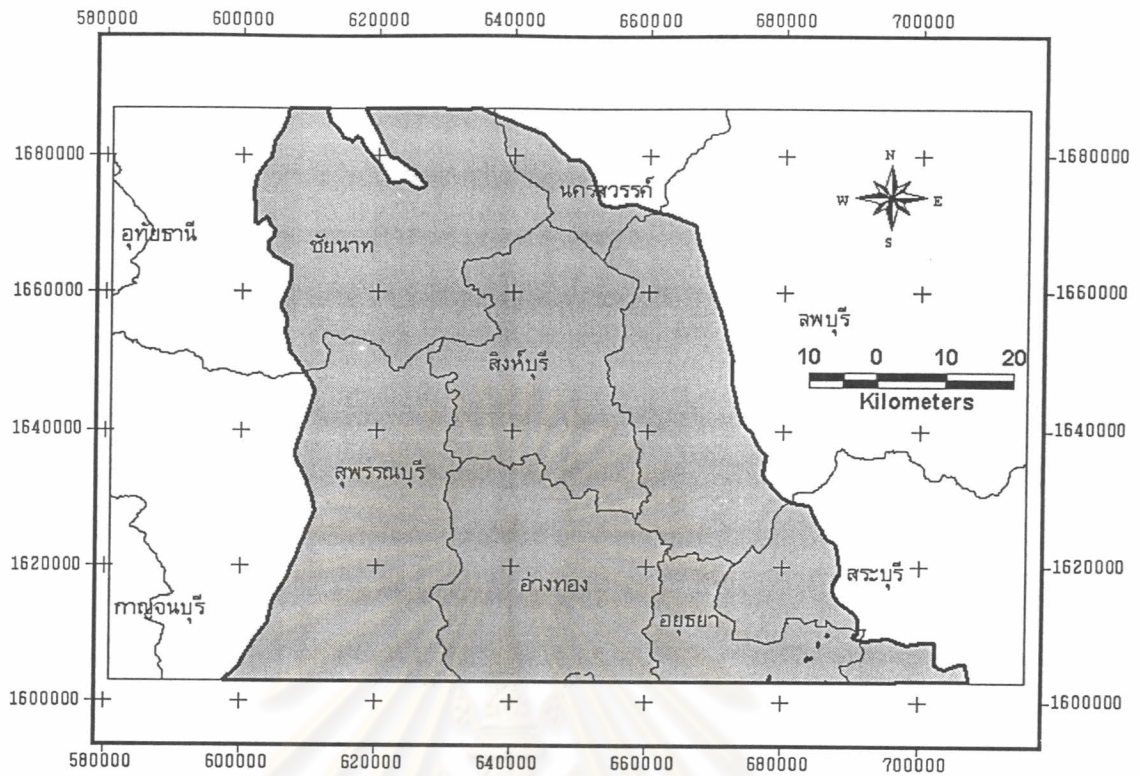 580000 600000 620000 640000 660000 680000 700000
1680000 1680000
N
นครสวรรค์
W E
S
อุทัยธานี
ชัยนาท
1660000 1660000
ลพบุรี
10 0 10 20
Kilometers
สิงห์บุรี
1640000 1640000
สุพรรณบุรี
1620000 1620000
อ่างทอง
สระบุรี
กาญจนบุรี
อยุธยา
1600000 1600000
580000 600000 620000 640000 660000 680000 700000